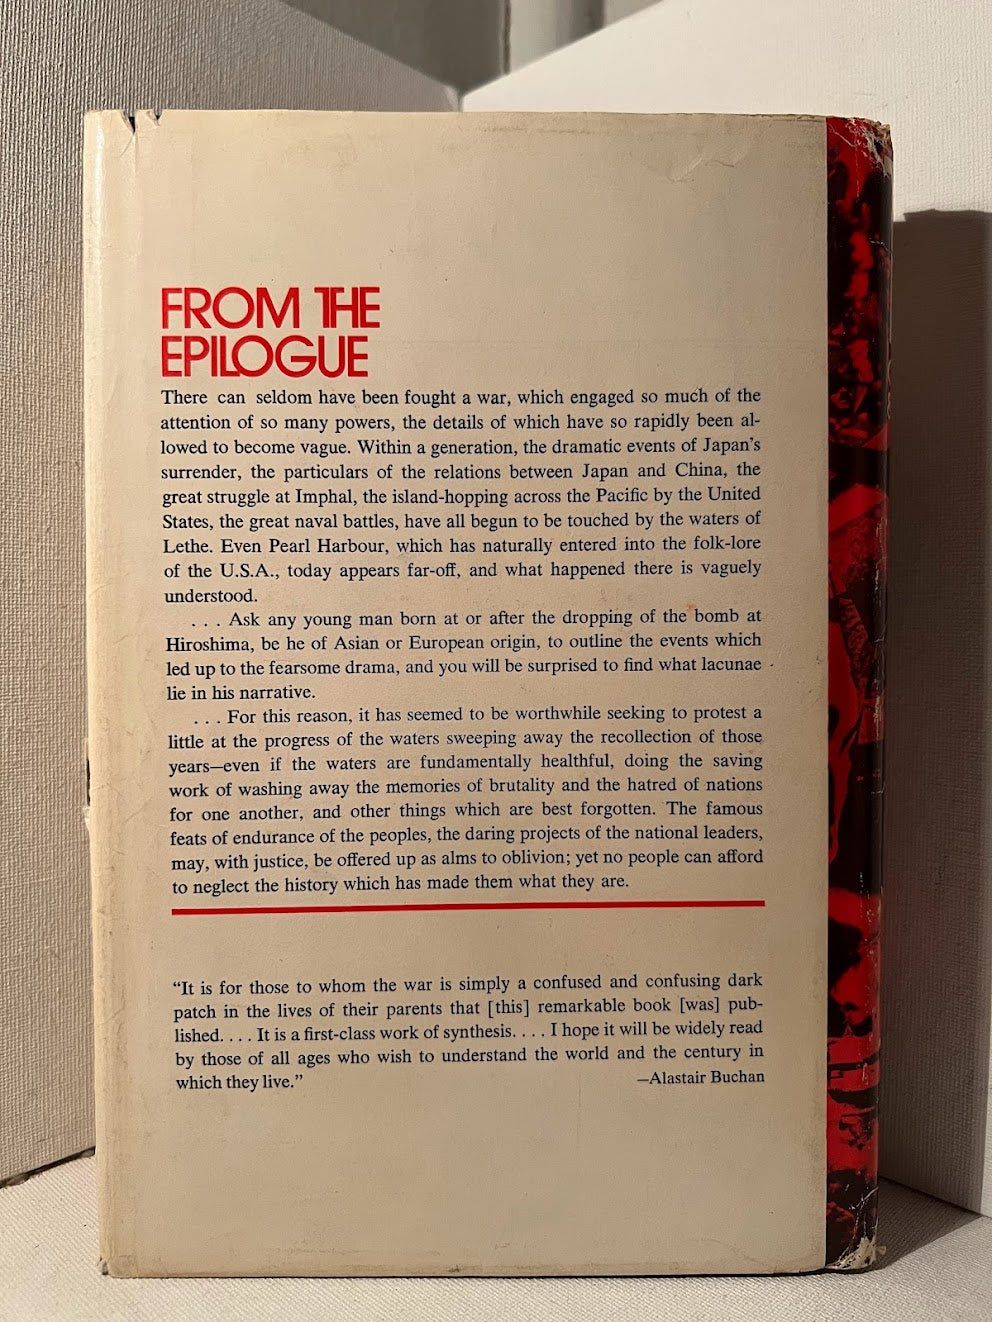 FROM THE
EPILOGUE
There can seldom have been fought a war, which engaged so much of the
attention of so many powers, the details of which have so rapidly been al-
lowed to become vague. Within a generation, the dramatic events of Japan's
surrender, the particulars of the relations between Japan and China, the
great struggle at Imphal, the island-hopping across the Pacific by the United
States, the great naval battles, have all begun to be touched by the waters of
Lethe. Even Pearl Harbour, which has naturally entered into the folk-lore
of the U.S.A., today appears far-off, and what happened there is vaguely
understood.
. . . Ask any young man born at or after the dropping of the bomb at
Hiroshima, be he of Asian or European origin, to outline the events which
led up to the fearsome drama, and you will be surprised to find what lacunae
lie in his narrative.
. . . For this reason, it has seemed to be worthwhile seeking to protest a
little at the progress of the waters sweeping away the recollection of those
years—even if the waters are fundamentally healthful, doing the saving
work of washing away the memories of brutality and the hatred of nations
for one another, and other things which are best forgotten. The famous
feats of endurance of the peoples, the daring projects of the national leaders,
may, with justice, be offered up as alms to oblivion; yet no people can afford
to neglect the history which has made them what they are.
“It is for those to whom the war is simply a confused and confusing dark
patch in the lives of their parents that [this] remarkable book [was] pub-
lished. . . . It is a first-class work of synthesis. . . . I hope it will be widely read
by those of all ages who wish to understand the world and the century in
which they live.” —Alastair Buchan